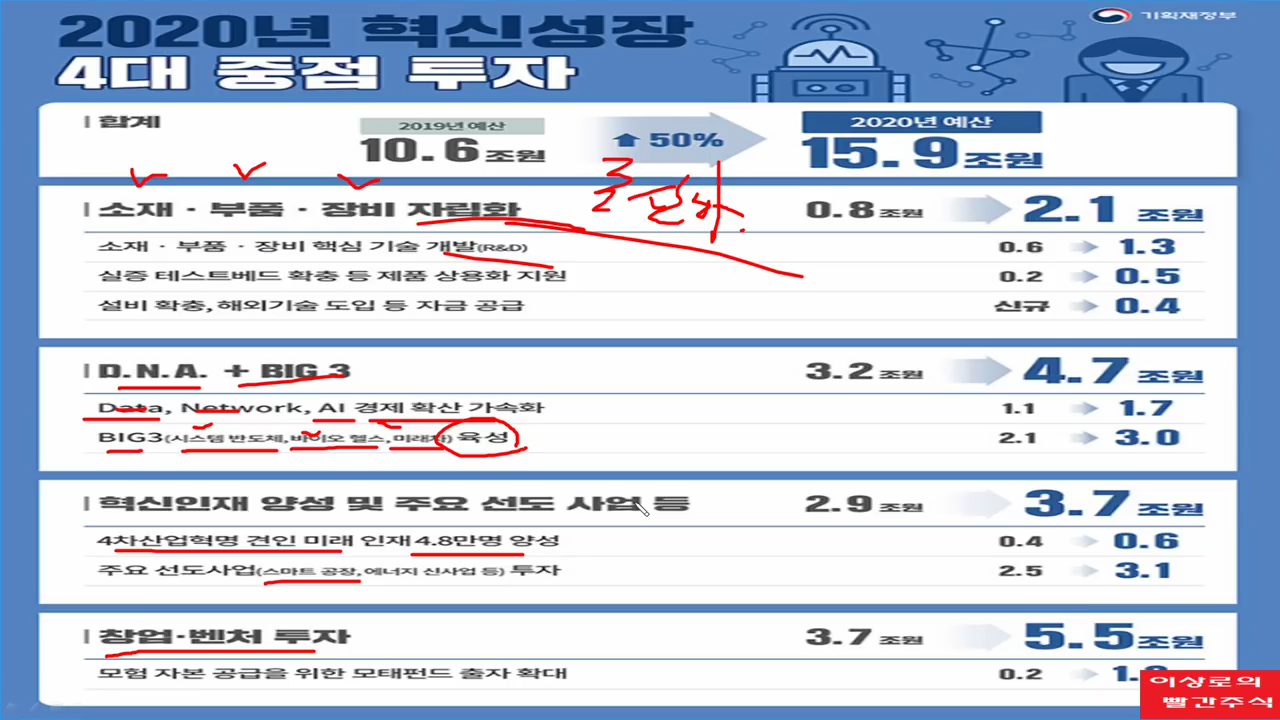 기획재정부
2020년 혁신성장
4대 중점 투자
합계
2019년 예산
10.6조원
50%
2020년 예산
15.9조원
소재 · 부품 · 장비 자립화 0.8조원 2.1조원
소재 · 부품 · 장비 핵심 기술 개발(R&D) 0.6 1.3
실증 테스트베드 확충 등 제품 상용화 지원 0.2 0.5
설비 확충, 해외기술 도입 등 자금 공급 신규 0.4
D.N.A. + BIG 3 3.2조원 4.7조원
Data, Network, AI 경제 확산 가속화 1.1 1.7
BIG3(시스템 반도체, 바이오 헬스, 미래차) 육성 2.1 3.0
혁신인재 양성 및 주요 선도 사업 등 2.9조원 3.7조원
4차산업혁명 견인 미래 인재 4.8만명 양성 0.4 0.6
주요 선도사업(스마트 공장, 에너지 신사업 등) 투자 2.5 3.1
창업·벤처 투자 3.7조원 5.5조원
모험 자본 공급을 위한 모태펀드 출자 확대 0.2
이상로의
빨간주식